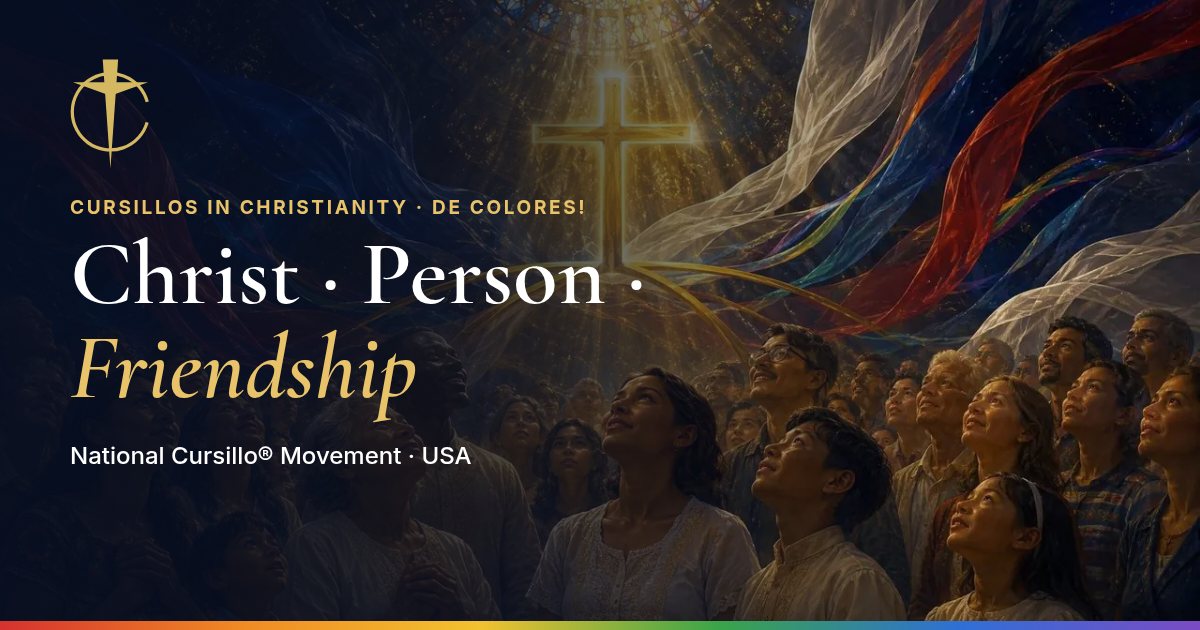 CURSILLOS IN CHRISTIANITY · DE COLORES!
Christ · Person ·
Friendship
National Cursillo® Movement · USA